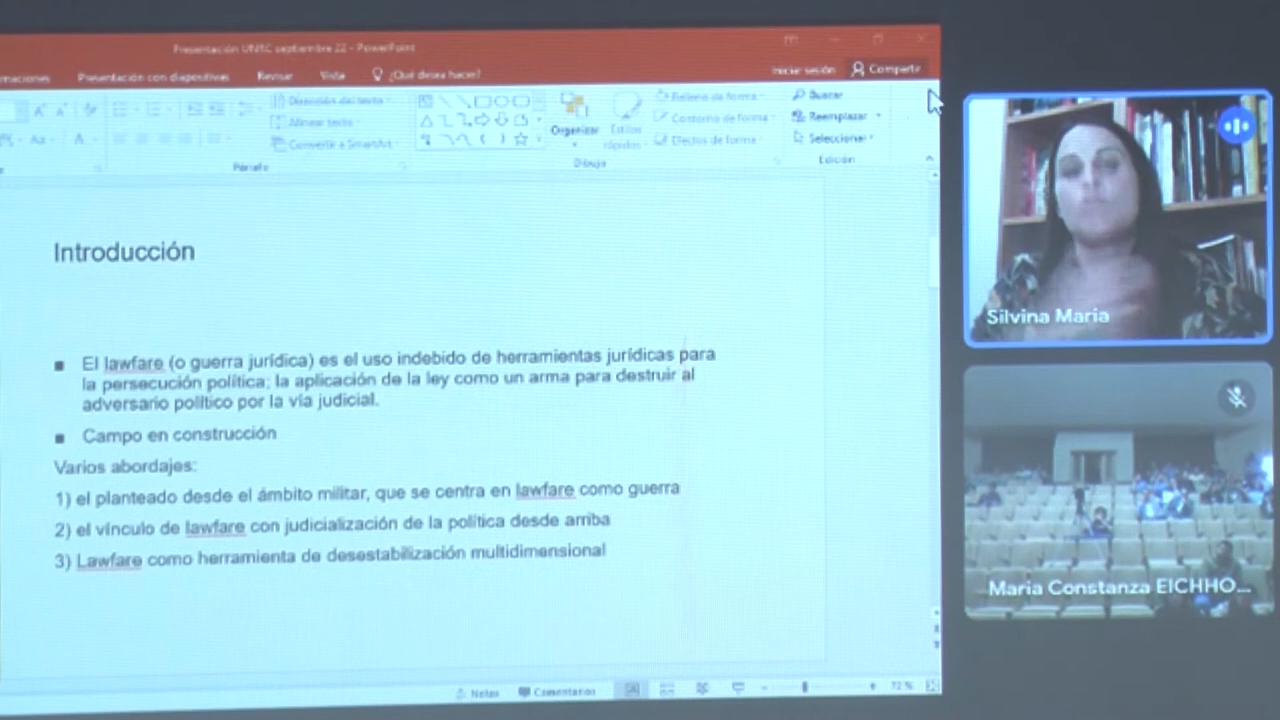 Presentación UNTC septiembre 22 - PowerPoint
Presentación con diapositivas
Revisar
Vista
¿Qué desea hacer?
Iniciar sesión
Compartir
Dirección del texto
Alinear texto
Convertir a SmartArt
Párrafo
Organizar
Estilos
rápidos
Dibujo
Relleno de forma
Contorno de forma
Efectos de forma
Buscar
Reemplazar
Seleccionar
Edición
Introducción
El lawfare (o guerra jurídica) es el uso indebido de herramientas jurídicas para
la persecución política; la aplicación de la ley como un arma para destruir al
adversario político por la vía judicial.
Campo en construcción
Varios abordajes:
1) el planteado desde el ámbito militar, que se centra en lawfare como guerra
2) el vínculo de lawfare con judicialización de la política desde arriba
3) Lawfare como herramienta de desestabilización multidimensional
Notas
Comentarios
72 %
Silvina Maria
Maria Constanza EICHHO...